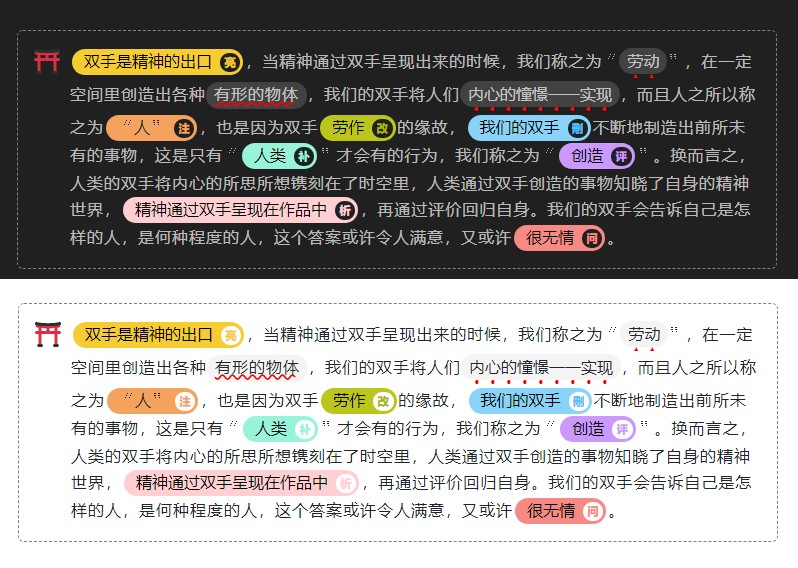 双手是精神的出口 亮，当精神通过双手呈现出来的时候，我们称之为“劳动”，在一定
空间里创造出各种有形的物体，我们的双手将人们内心的憧憬一一实现，而且人之所以称
之为“人”注，也是因为双手劳作 改的缘故，我们的双手 删不断地制造出前所未
有的事物，这是只有“人类 补”才会有的行为，我们称之为“创造 评”。换而言之，
人类的双手将内心的所思所想镌刻在了时空里，人类通过双手创造的事物知晓了自身的精神
世界，精神通过双手呈现在作品中 析，再通过评价回归自身。我们的双手会告诉自己是怎
样的人，是何种程度的人，这个答案或许令人满意，又或许很无情 问。
双手是精神的出口 亮，当精神通过双手呈现出来的时候，我们称之为“劳动”，在一定
空间里创造出各种有形的物体，我们的双手将人们内心的憧憬一一实现，而且人之所以称
之为“人”注，也是因为双手劳作 改的缘故，我们的双手 删不断地制造出前所未
有的事物，这是只有“人类 补”才会有的行为，我们称之为“创造 评”。换而言之，
人类的双手将内心的所思所想镌刻在了时空里，人类通过双手创造的事物知晓了自身的精神
世界，精神通过双手呈现在作品中 析，再通过评价回归自身。我们的双手会告诉自己是怎
样的人，是何种程度的人，这个答案或许令人满意，又或许很无情 问。